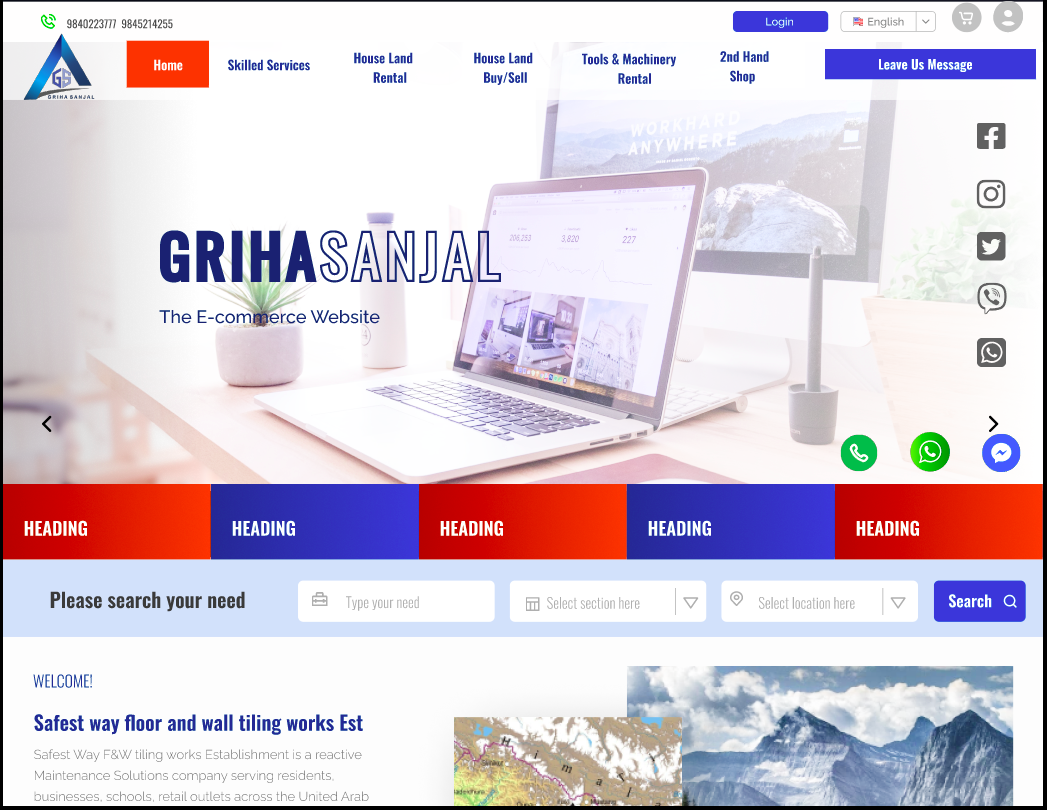 9840223777 9845214255
Login
English
GS
GRIHA SANJAL
Home
Skilled Services
House Land
Rental
House Land
Buy/Sell
Tools & Machinery
Rental
2nd Hand
Shop
Leave Us Message
WORKHARD
ANYWHERE
3,820
227
GRIHASANJAL
The E-commerce Website
HEADING
HEADING
HEADING
HEADING
HEADING
Please search your need
Type your need
Select section here
Select location here
Search
WELCOME!
Safest way floor and wall tiling works Est
Safest Way F&W tiling works Establishment is a reactive
Maintenance Solutions company serving residents,
businesses, schools, retail outlets across the United Arab
H i m a l